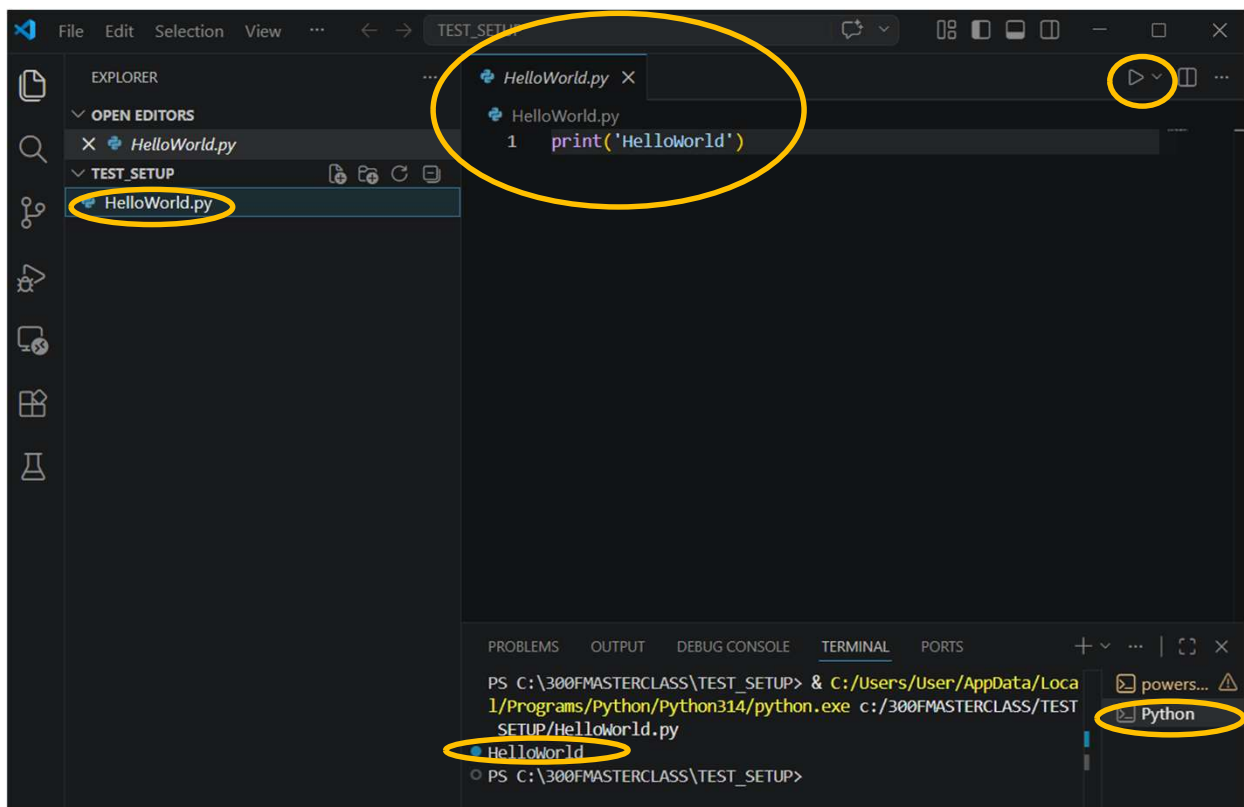 File Edit Selection View ··· TEST_SETUP
EXPLORER ···
OPEN EDITORS
HelloWorld.py
TEST_SETUP
HelloWorld.py
HelloWorld.py
HelloWorld.py
1 print('HelloWorld')
PROBLEMS OUTPUT DEBUG CONSOLE TERMINAL PORTS
PS C:\300FMASTERCLASS\TEST_SETUP> & C:/Users/User/AppData/Loca
l/Programs/Python/Python314/python.exe c:/300FMASTERCLASS/TEST
_SETUP/HelloWorld.py
HelloWorld
PS C:\300FMASTERCLASS\TEST_SETUP>
powers...
Python